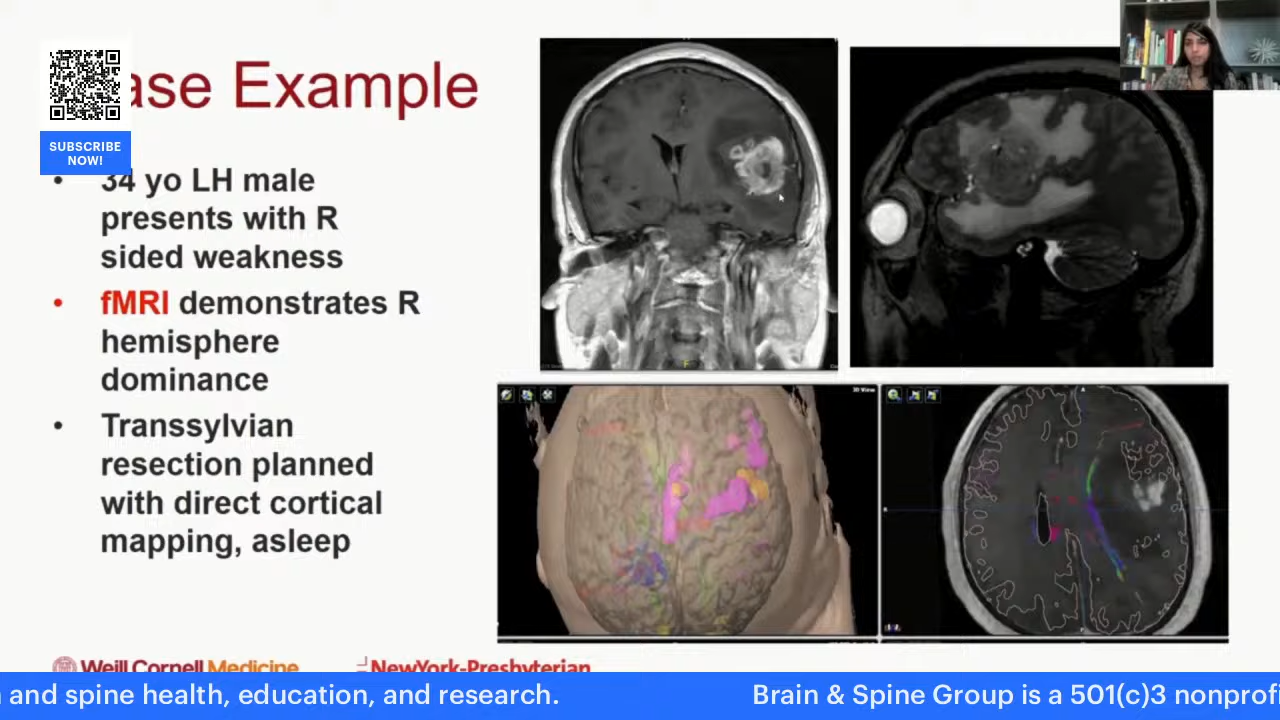 ase Example
SUBSCRIBE
NOW!
• 34 yo LH male
presents with R
sided weakness
• fMRI demonstrates R
hemisphere
dominance
• Transsylvian
resection planned
with direct cortical
mapping, asleep
F
3D View
A
Weill Cornell Medicine
NewYork-Presbyterian
and spine health, education, and research.
Brain & Spine Group is a 501(c)3 nonprof